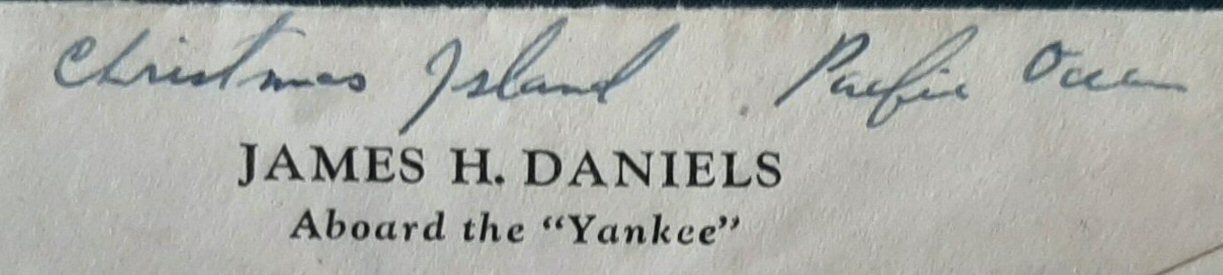 Christmas Island Pacific Ocean
JAMES H. DANIELS
Aboard the “Yankee”